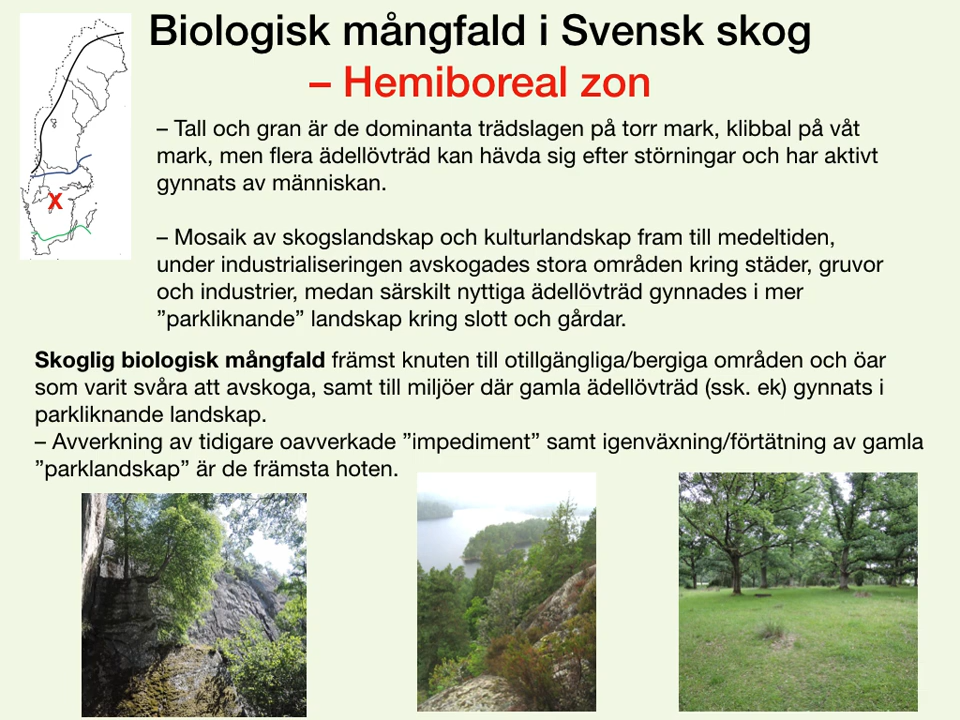 Biologisk mångfald i Svensk skog
– Hemiboreal zon
– Tall och gran är de dominanta trädslagen på torr mark, klibbal på våt
mark, men flera ädellövträd kan hävda sig efter störningar och har aktivt
gynnats av människan.
X
– Mosaik av skogslandskap och kulturlandskap fram till medeltiden,
under industrialiseringen avskogades stora områden kring städer, gruvor
och industrier, medan särskilt nyttiga ädellövträd gynnades i mer
”parkliknande” landskap kring slott och gårdar.
Skoglig biologisk mångfald främst knuten till otillgängliga/bergiga områden och öar
som varit svåra att avskoga, samt till miljöer där gamla ädellövträd (ssk. ek) gynnats i
parkliknande landskap.
– Avverkning av tidigare oavverkade ”impediment” samt igenväxning/förtätning av gamla
”parklandskap” är de främsta hoten.